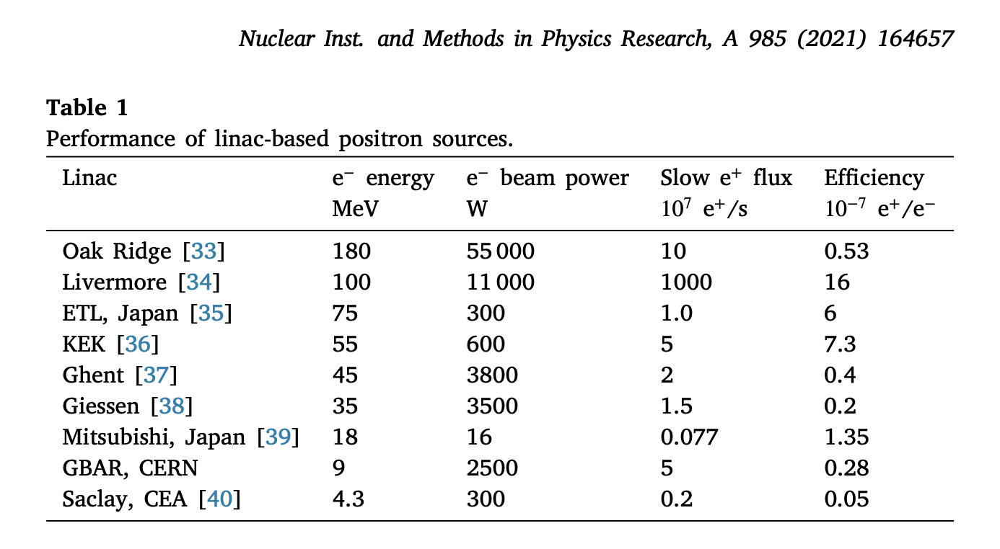 Nuclear Inst. and Methods in Physics Research, A 985 (2021) 164657
Table 1
Performance of linac-based positron sources.
Linac e⁻ energy e⁻ beam power Slow e⁺ flux Efficiency
MeV W 10⁷ e⁺/s 10⁻⁷ e⁺/e⁻
Oak Ridge [33] 180 55 000 10 0.53
Livermore [34] 100 11 000 1000 16
ETL, Japan [35] 75 300 1.0 6
KEK [36] 55 600 5 7.3
Ghent [37] 45 3800 2 0.4
Giessen [38] 35 3500 1.5 0.2
Mitsubishi, Japan [39] 18 16 0.077 1.35
GBAR, CERN 9 2500 5 0.28
Saclay, CEA [40] 4.3 300 0.2 0.05